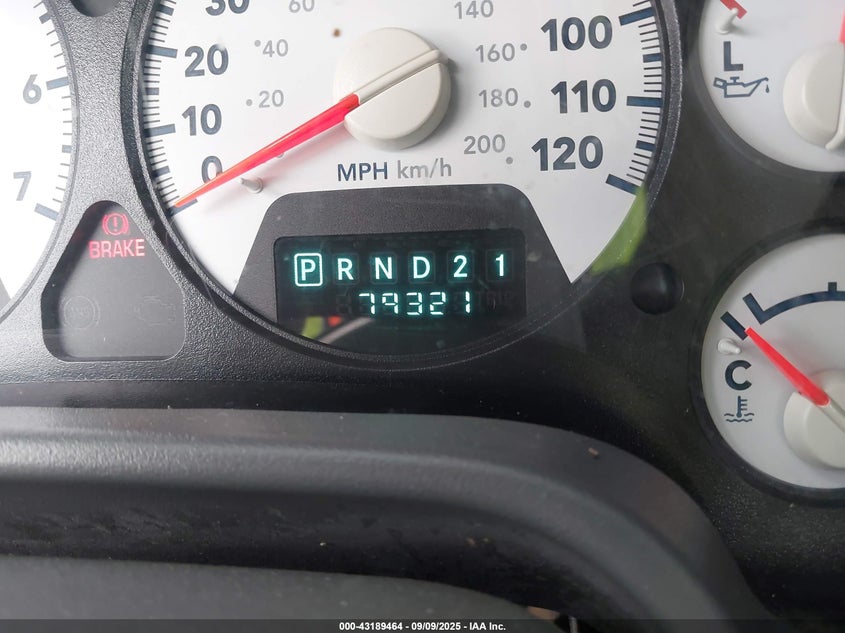 30 60 140 100
20 40 160
6 L
20 180 110
10
0 200 120
7 MPH km/h
BRAKE
P R N D 2 1
79321
C
000-43189464 - 09/09/2025 - IAA Inc.